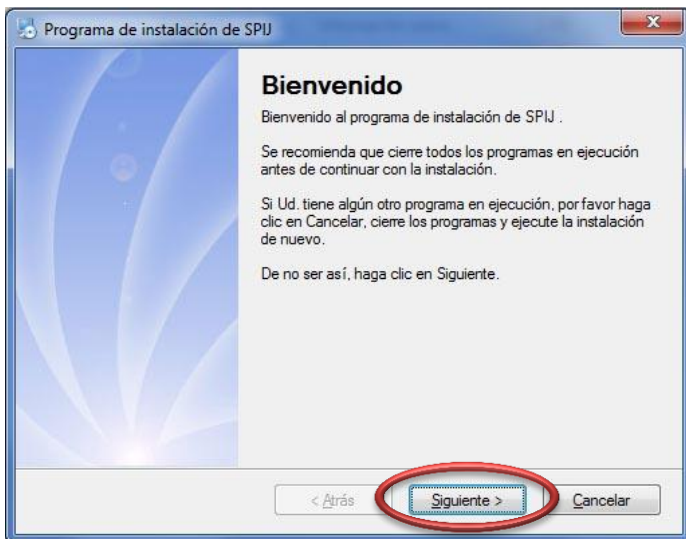 Programa de instalación de SPIJ
X
Bienvenido
Bienvenido al programa de instalación de SPIJ .
Se recomienda que cierre todos los programas en ejecución
antes de continuar con la instalación.
Si Ud. tiene algún otro programa en ejecución, por favor haga
clic en Cancelar, cierre los programas y ejecute la instalación
de nuevo.
De no ser así, haga clic en Siguiente.
< Atrás
Siguiente >
Cancelar